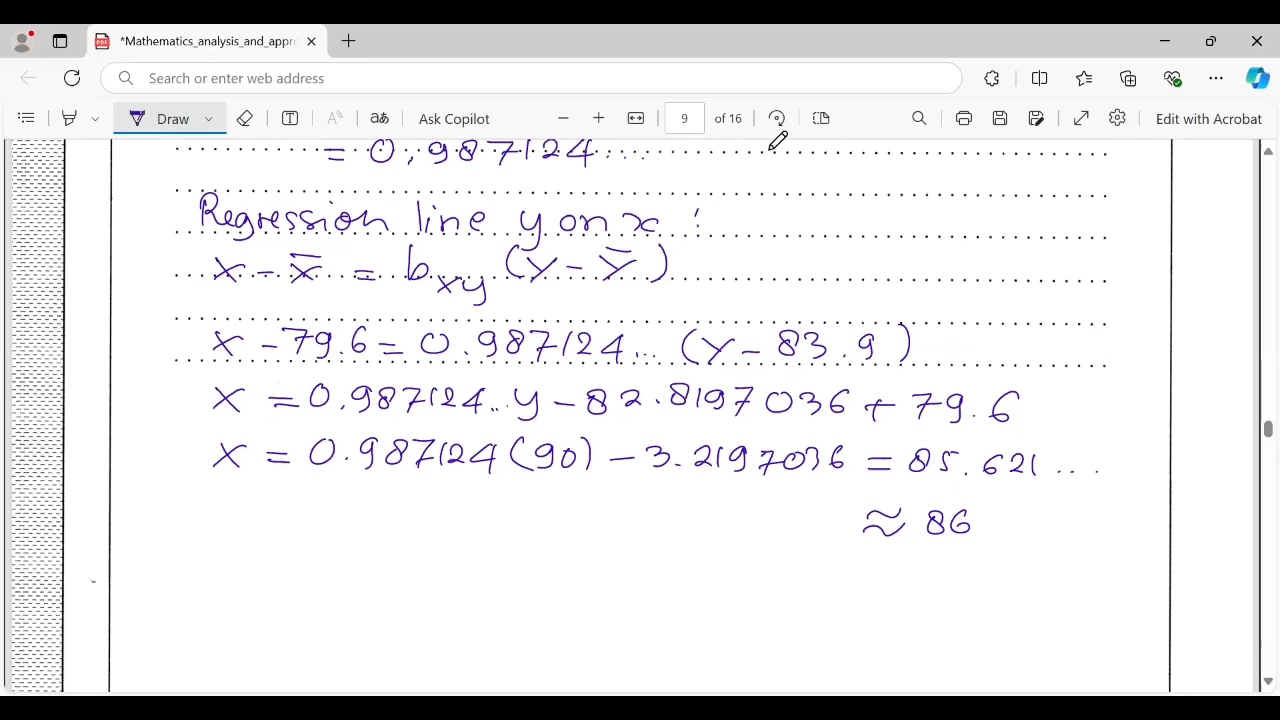 *Mathematics_analysis_and_appr
Search or enter web address
Draw
Ask Copilot
9 of 16
Edit with Acrobat
= 0.987124....
Regression line y on x :
x - x̄ = b_xy (y - ȳ)
x - 79.6 = 0.987124... (y - 83.9)
x = 0.987124.. y - 82.8197036 + 79.6
x = 0.987124 (90) - 3.2197036 = 85.621 ....
≈ 86